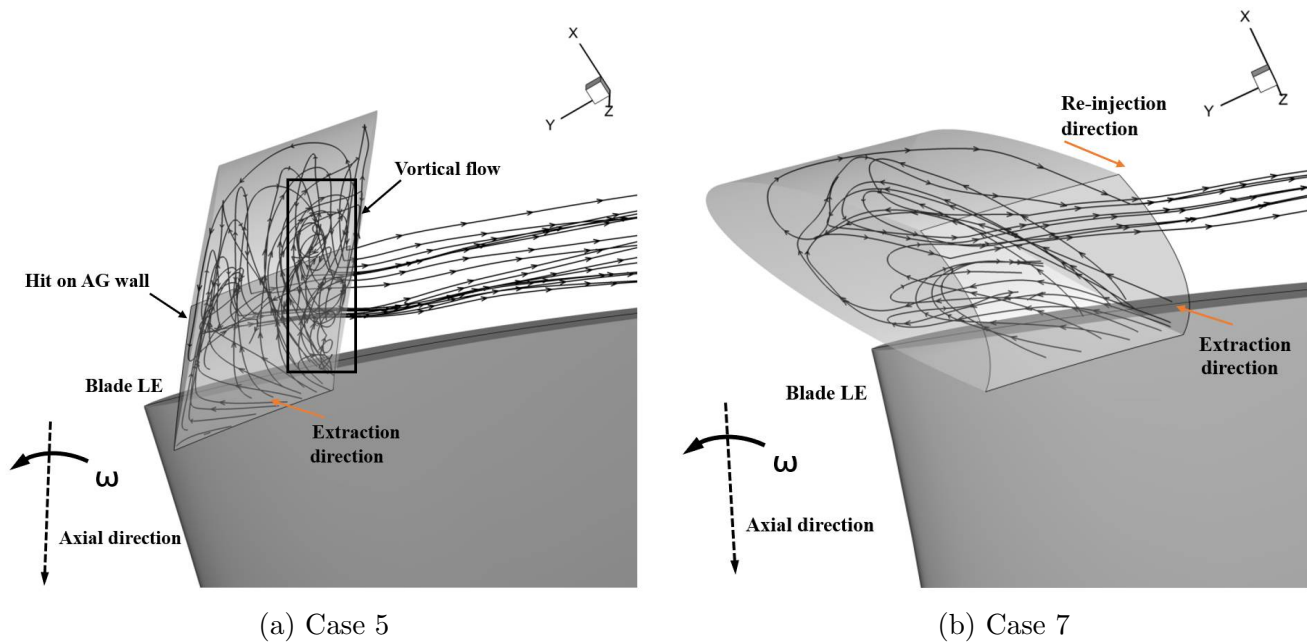 X
Y
Z
Vortical flow
Hit on AG wall
Blade LE
Extraction
direction
ω
Axial direction
(a) Case 5
X
Y
Z
Re-injection
direction
Extraction
direction
Blade LE
ω
Axial direction
(b) Case 7